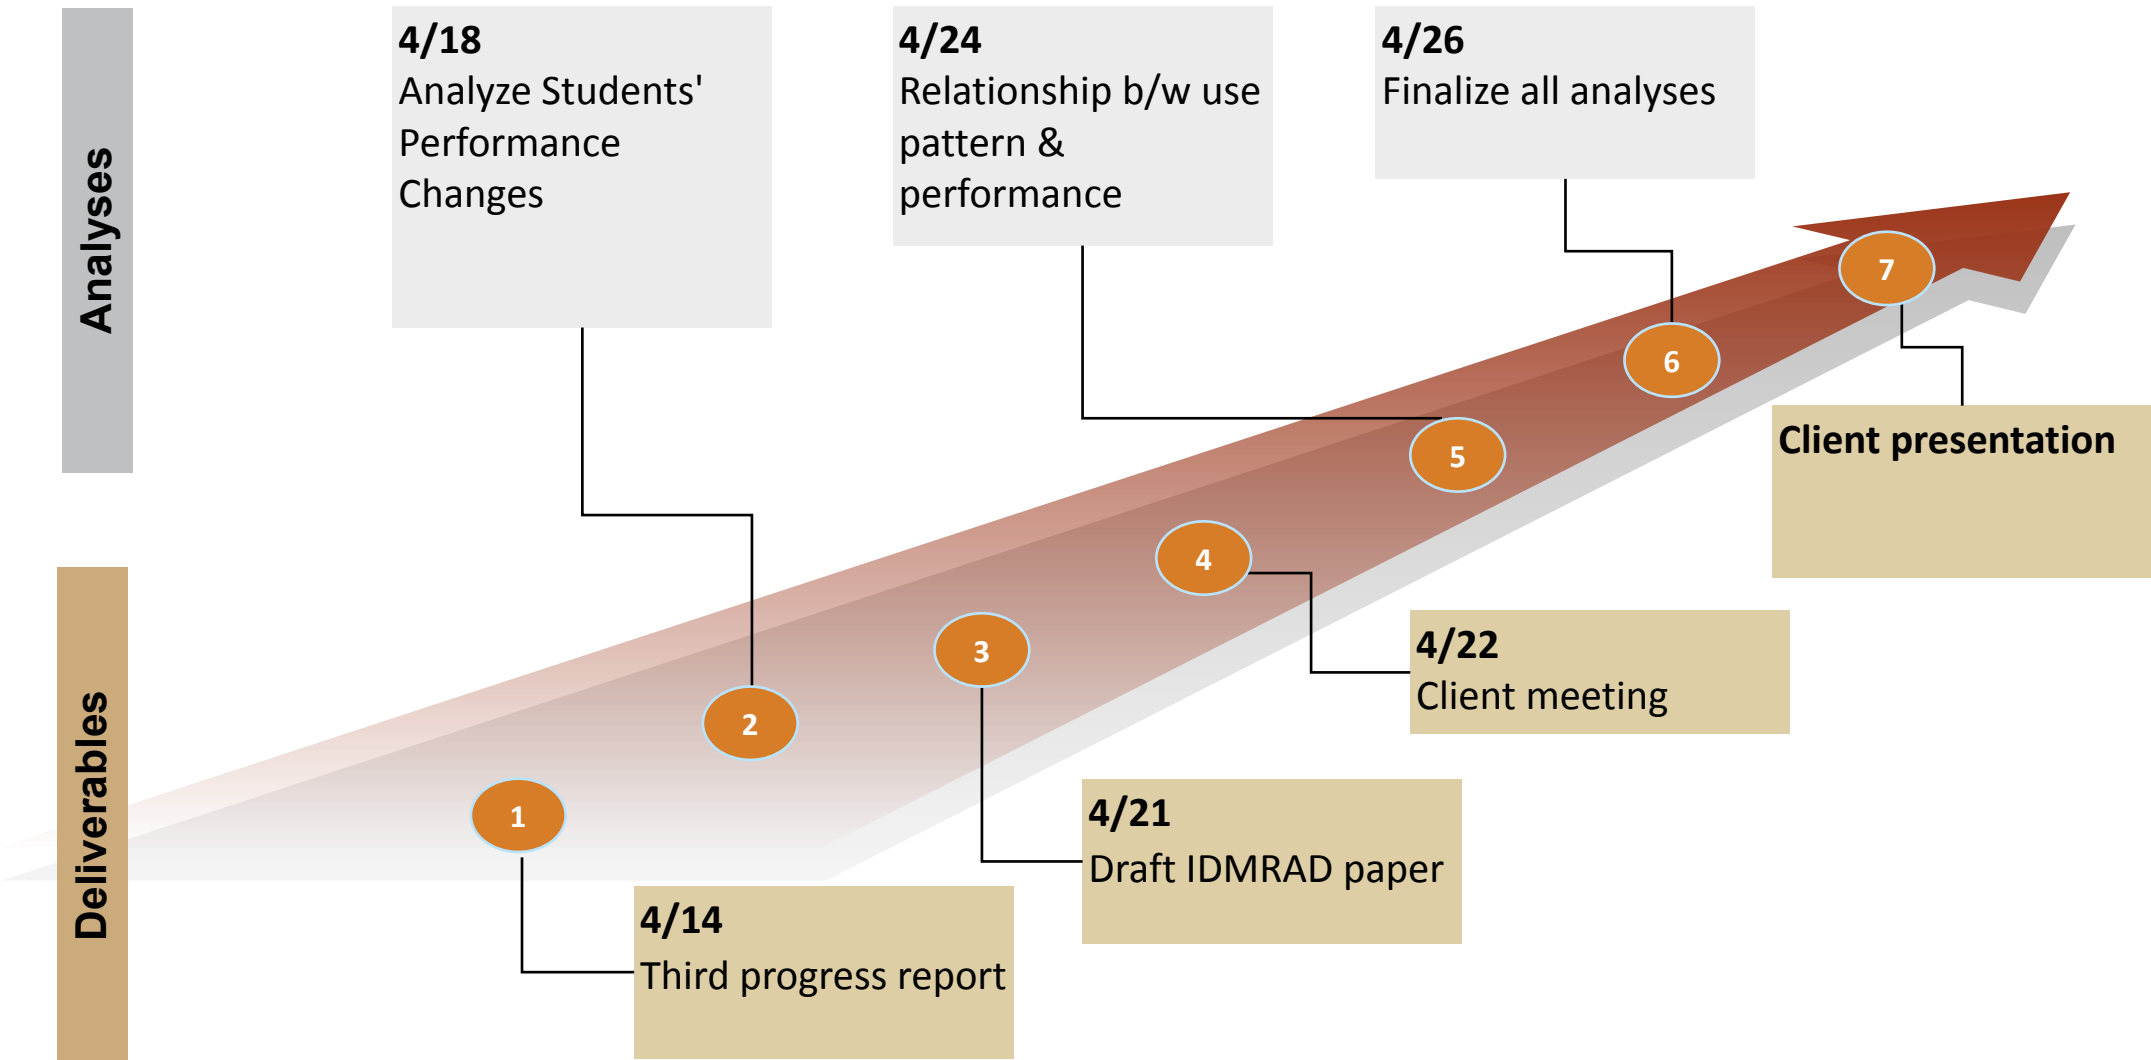 Analyses
4/18
Analyze Students'
Performance
Changes
4/24
Relationship b/w use
pattern &
performance
4/26
Finalize all analyses
7
6
Client presentation
5
4
4/22
Client meeting
3
2
4/21
Draft IDMRAD paper
1
4/14
Third progress report
Deliverables